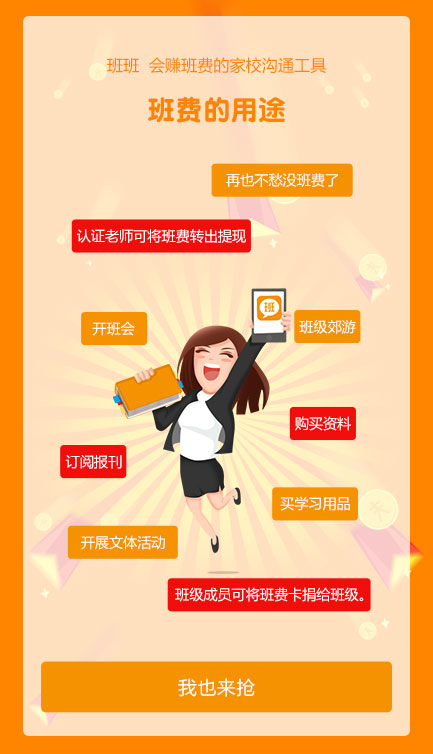 班班 会赚班费的家校沟通工具
班费的用途
再也不愁没班费了
认证老师可将班费转出提现
班
开班会
班级郊游
购买资料
订阅报刊
买学习用品
开展文体活动
班级成员可将班费卡捐给班级。
我也来抢